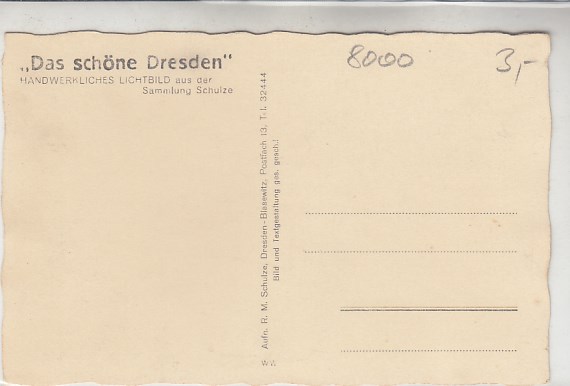 „Das schöne Dresden"
HANDWERKLICHES LICHTBILD aus der
Sammlung Schulze
8000
3,-
Aufn. R. M. Schulze, Dresden-Blasewitz, Postfach 13, T. I. 32444
Bild und Textgestaltung ges. gesch.!
WW